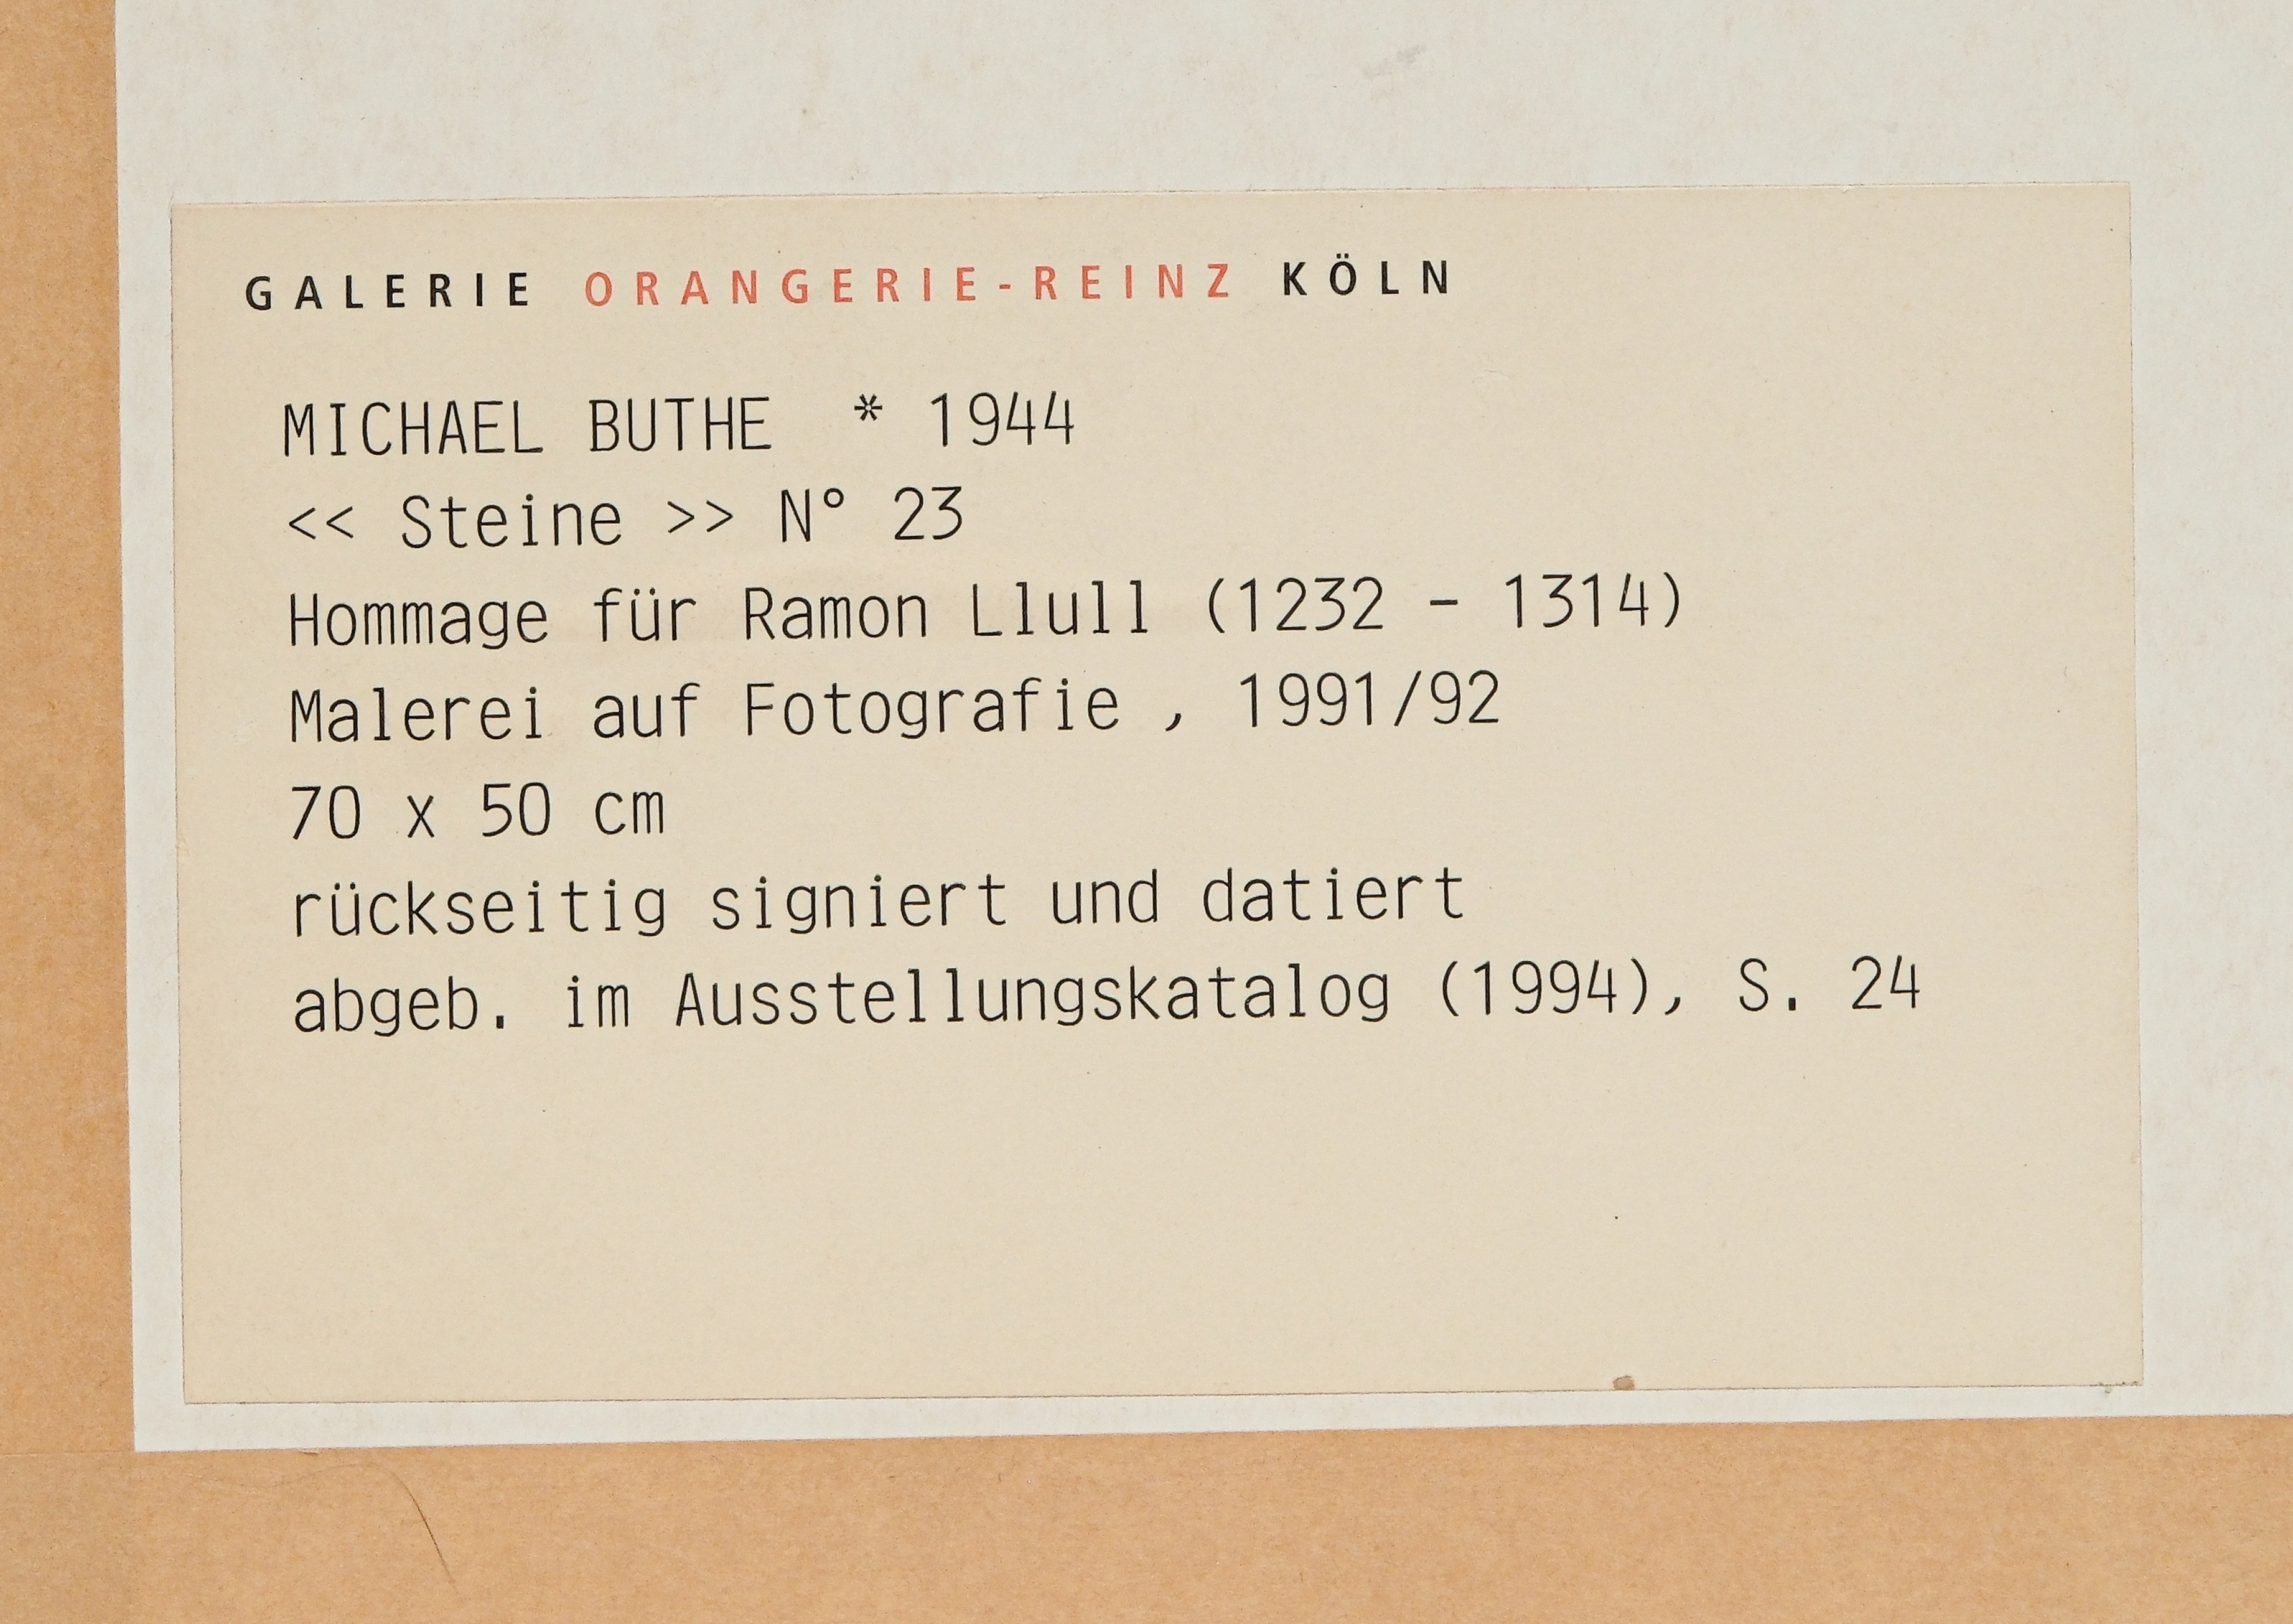 GALERIE ORANGERIE-REINZ KÖLN
MICHAEL BUTHE * 1944
<< Steine >> N° 23
Hommage für Ramon Llull (1232 - 1314)
Malerei auf Fotografie , 1991/92
70 x 50 cm
rückseitig signiert und datiert
abgeb. im Ausstellungskatalog (1994), S. 24